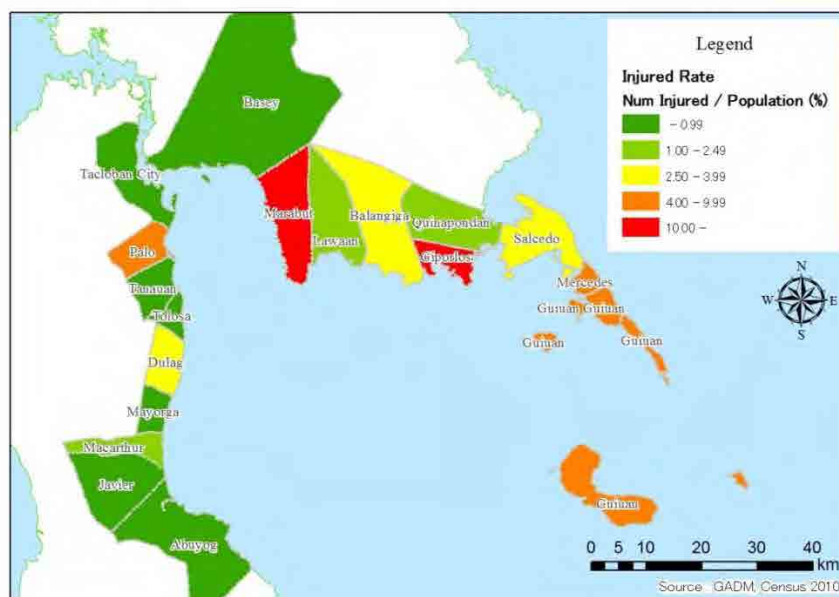 Legend
Injured Rate
Num Injured / Population (%)
- 0.99
1.00 - 2.49
2.50 - 3.99
4.00 - 9.99
10.00 -
Basey
Tacloban City
Marabut
Balangiga
Quinapondan
Lawaan
Giporlos
Salcedo
Palo
Tanauan
Mercedes
Tolosa
Guiuan
Guiuan
Guiuan
Guiuan
Dulag
Mayorga
Macarthur
Javier
Guiuan
Abuyog
N
W
E
S
0 5 10 20 30 40
km
Source : GADM, Census 2010